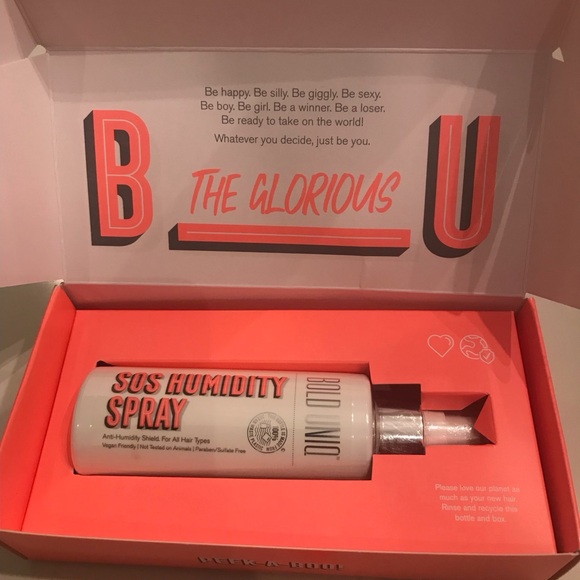 Be happy. Be silly. Be giggly. Be sexy.
Be boy. Be girl. Be a winner. Be a loser.
Be ready to take on the world!
Whatever you decide, just be you.
B U
THE GLORIOUS
SOS HUMIDITY
SPRAY
Anti-Humidity Shield. For All Hair Types
Vegan Friendly | Not Tested on Animals | Paraben/Sulfate Free
BOLD UNIQ
100%
Please love our planet as
much as your new hair.
Rinse and recycle this
bottle and box.
PEEK-A-BOO!